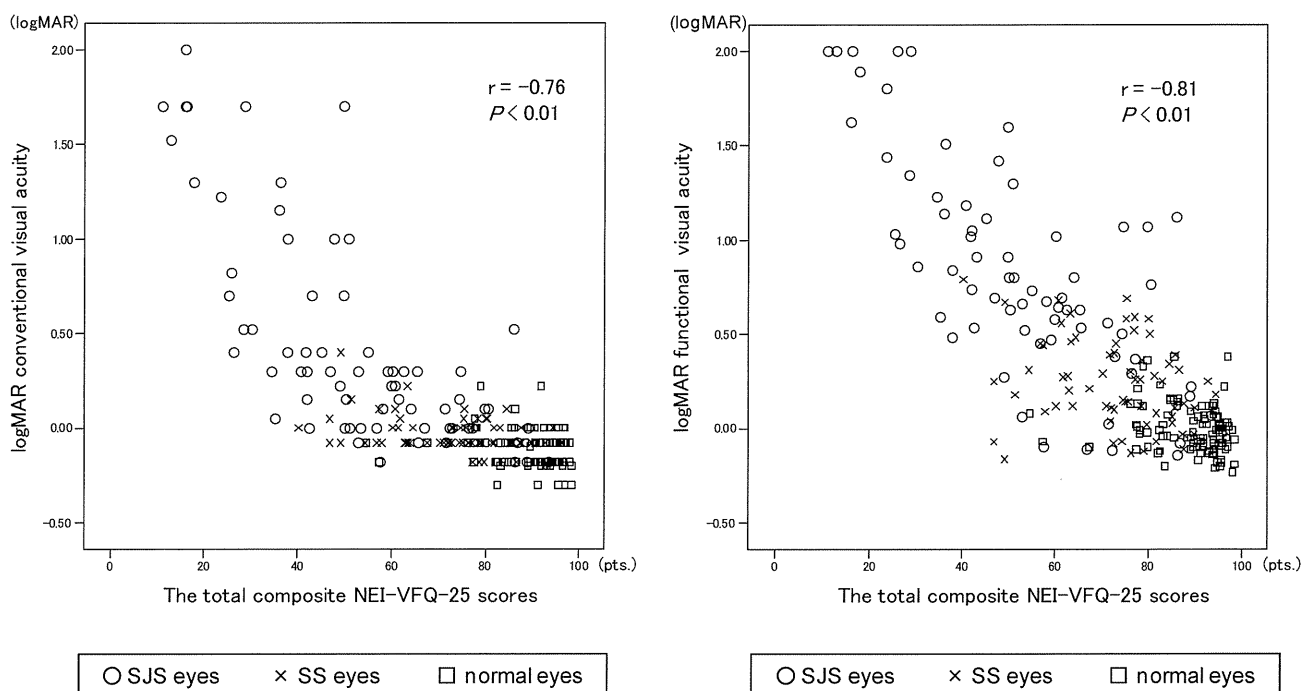 (logMAR)
2.00
1.50
1.00
0.50
0.00
-0.50
logMAR conventional visual acuity
r = -0.76
P < 0.01
0 20 40 60 80 100 (pts.)
The total composite NEI-VFQ-25 scores
SJS eyes × SS eyes normal eyes
(logMAR)
2.00
1.50
1.00
0.50
0.00
-0.50
logMAR functional visual acuity
r = -0.81
P < 0.01
0 20 40 60 80 100 (pts.)
The total composite NEI-VFQ-25 scores
SJS eyes × SS eyes normal eyes